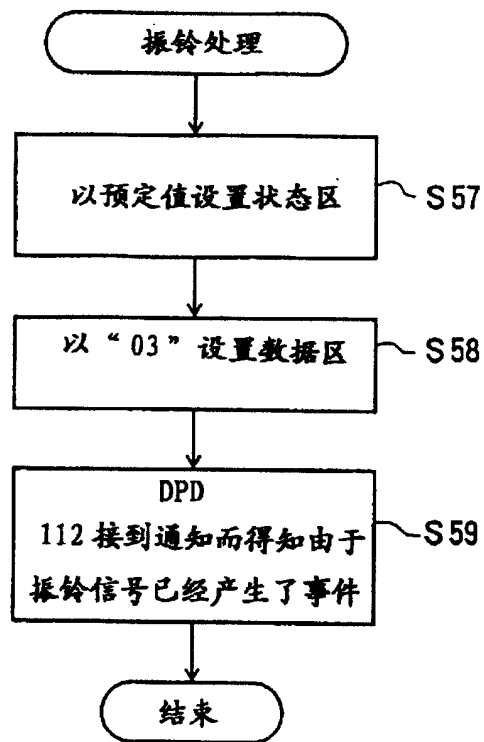 振铃处理
以预定值设置状态区
S57
以“03”设置数据区
S58
DPD
112接到通知而得知由于
振铃信号已经产生了事件
S59
结束